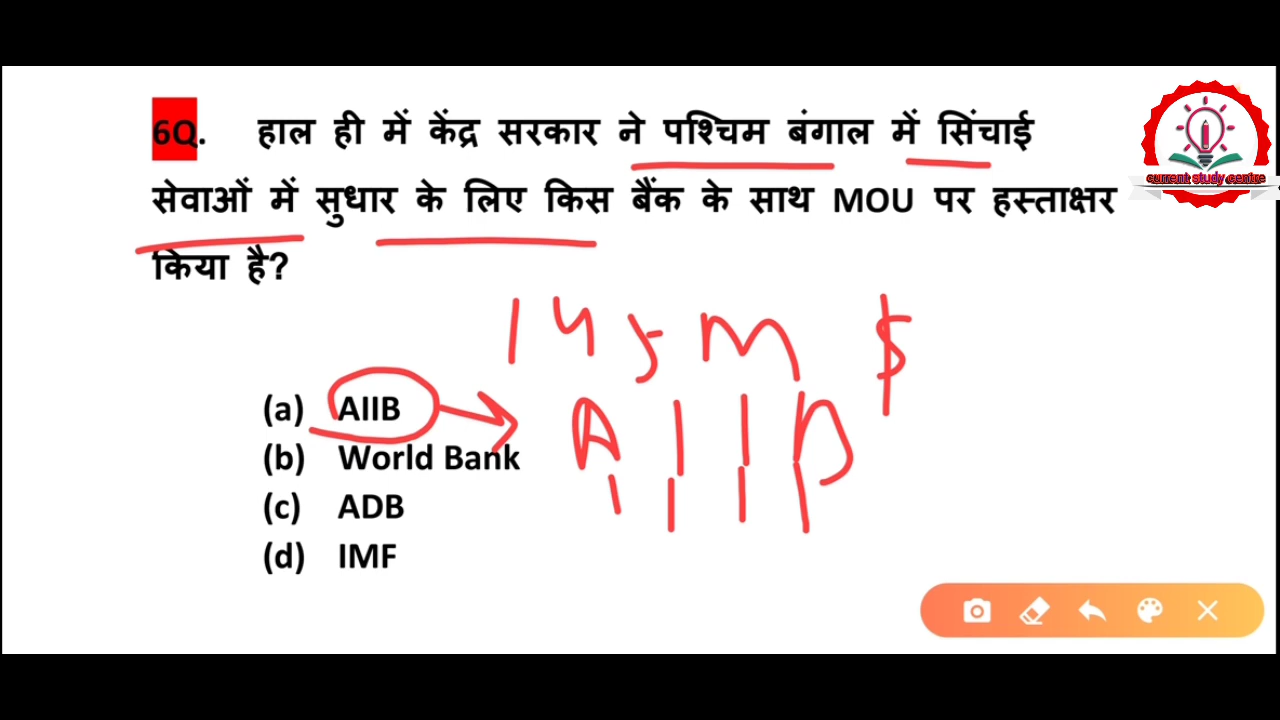 6Q. हाल ही में केंद्र सरकार ने पश्चिम बंगाल में सिंचाई
सेवाओं में सुधार के लिए किस बैंक के साथ MOU पर हस्ताक्षर
किया है?
current study centre
145 M $
(a) AIIB
AIIB
(b) World Bank
(c) ADB
(d) IMF